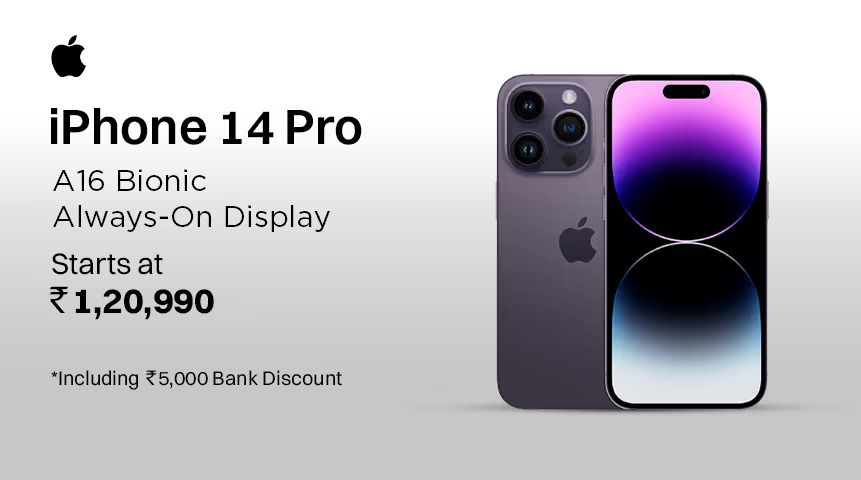 iPhone 14 Pro
A16 Bionic
Always-On Display
Starts at
₹1,20,990
*Including ₹5,000 Bank Discount